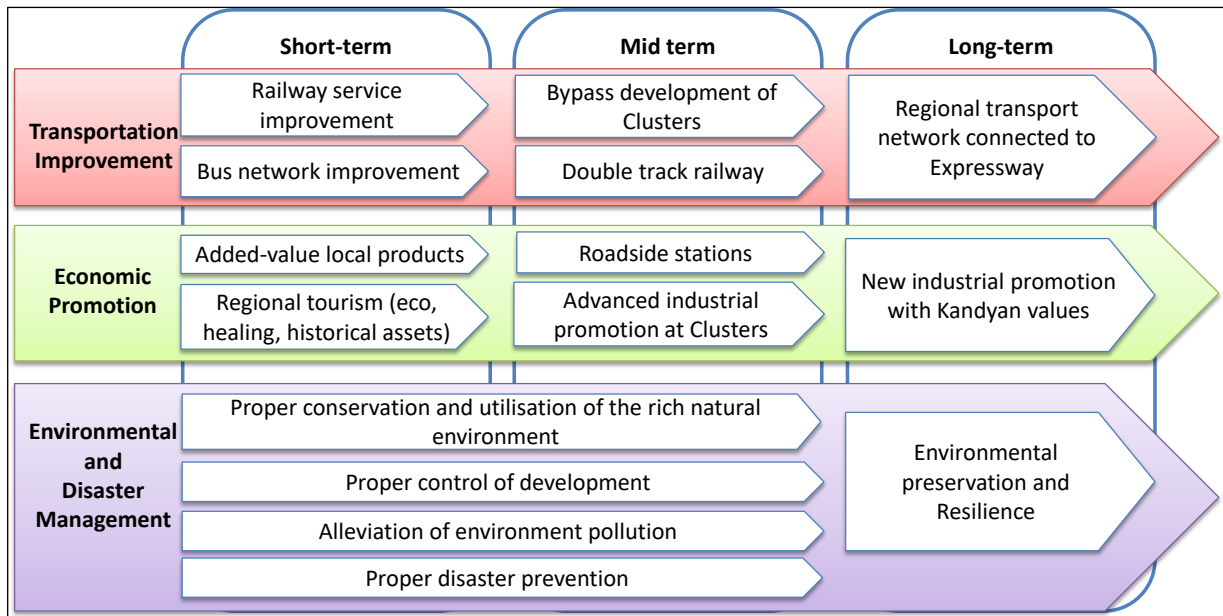 Short-term
Mid term
Long-term
Transportation
Improvement
Railway service
improvement
Bus network improvement
Bypass development of
Clusters
Double track railway
Regional transport
network connected to
Expressway
Economic
Promotion
Added-value local products
Regional tourism (eco,
healing, historical assets)
Roadside stations
Advanced industrial
promotion at Clusters
New industrial promotion
with Kandyan values
Environmental
and
Disaster
Management
Proper conservation and utilisation of the rich natural
environment
Proper control of development
Alleviation of environment pollution
Proper disaster prevention
Environmental
preservation and
Resilience